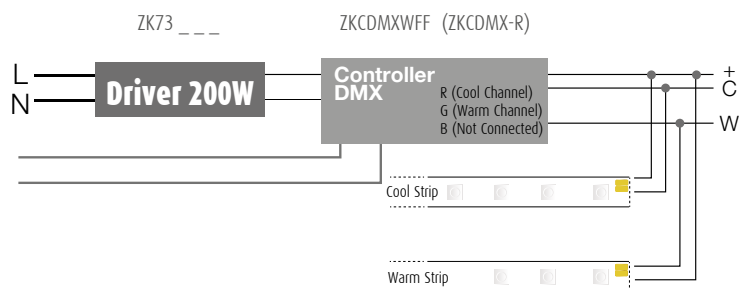 ZK73 _ _ _
ZKCDMXWFF (ZKCDMX-R)
L
N
Driver 200W
Controller
DMX
R (Cool Channel)
G (Warm Channel)
B (Not Connected)
+
C
W
Cool Strip
Warm Strip